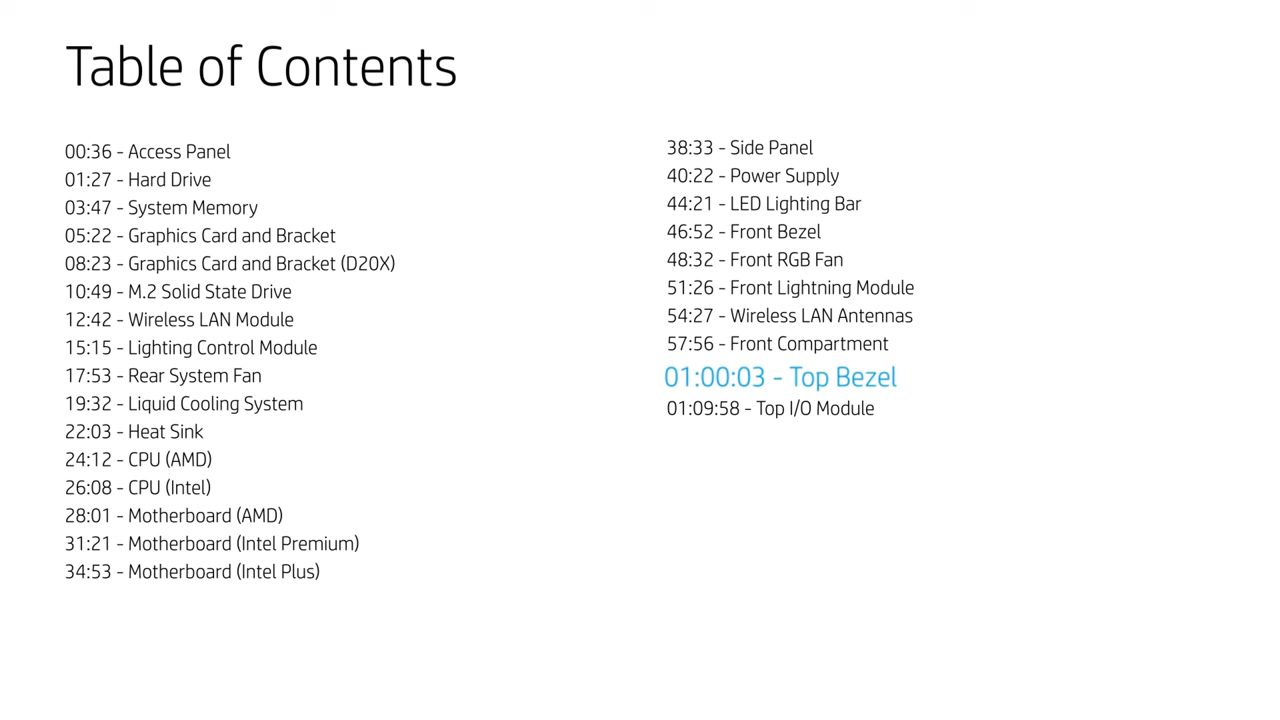 Table of Contents
00:36 - Access Panel
01:27 - Hard Drive
03:47 - System Memory
05:22 - Graphics Card and Bracket
08:23 - Graphics Card and Bracket (D20X)
10:49 - M.2 Solid State Drive
12:42 - Wireless LAN Module
15:15 - Lighting Control Module
17:53 - Rear System Fan
19:32 - Liquid Cooling System
22:03 - Heat Sink
24:12 - CPU (AMD)
26:08 - CPU (Intel)
28:01 - Motherboard (AMD)
31:21 - Motherboard (Intel Premium)
34:53 - Motherboard (Intel Plus)
38:33 - Side Panel
40:22 - Power Supply
44:21 - LED Lighting Bar
46:52 - Front Bezel
48:32 - Front RGB Fan
51:26 - Front Lightning Module
54:27 - Wireless LAN Antennas
57:56 - Front Compartment
01:00:03 - Top Bezel
01:09:58 - Top I/O Module